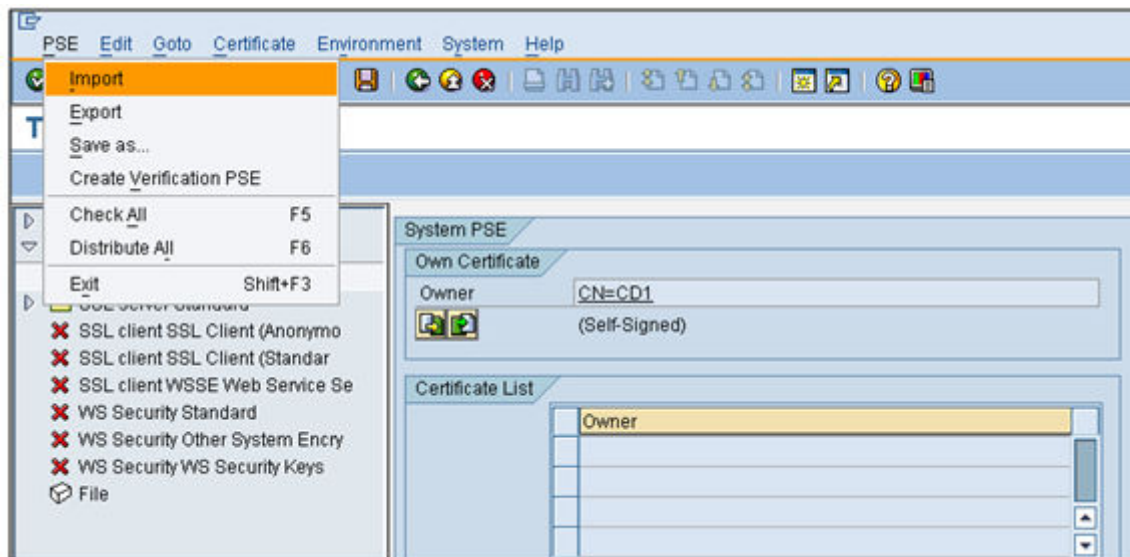 PSE Edit Goto Certificate Environment System Help
Import
T
Export
Save as...
Create Verification PSE
Check All F5
Distribute All F6
Exit Shift+F3
SSL Server Standard
SSL client SSL Client (Anonymo
SSL client SSL Client (Standar
SSL client WSSE Web Service Se
WS Security Standard
WS Security Other System Encry
WS Security WS Security Keys
File
System PSE
Own Certificate
Owner CN=CD1
(Self-Signed)
Certificate List
Owner